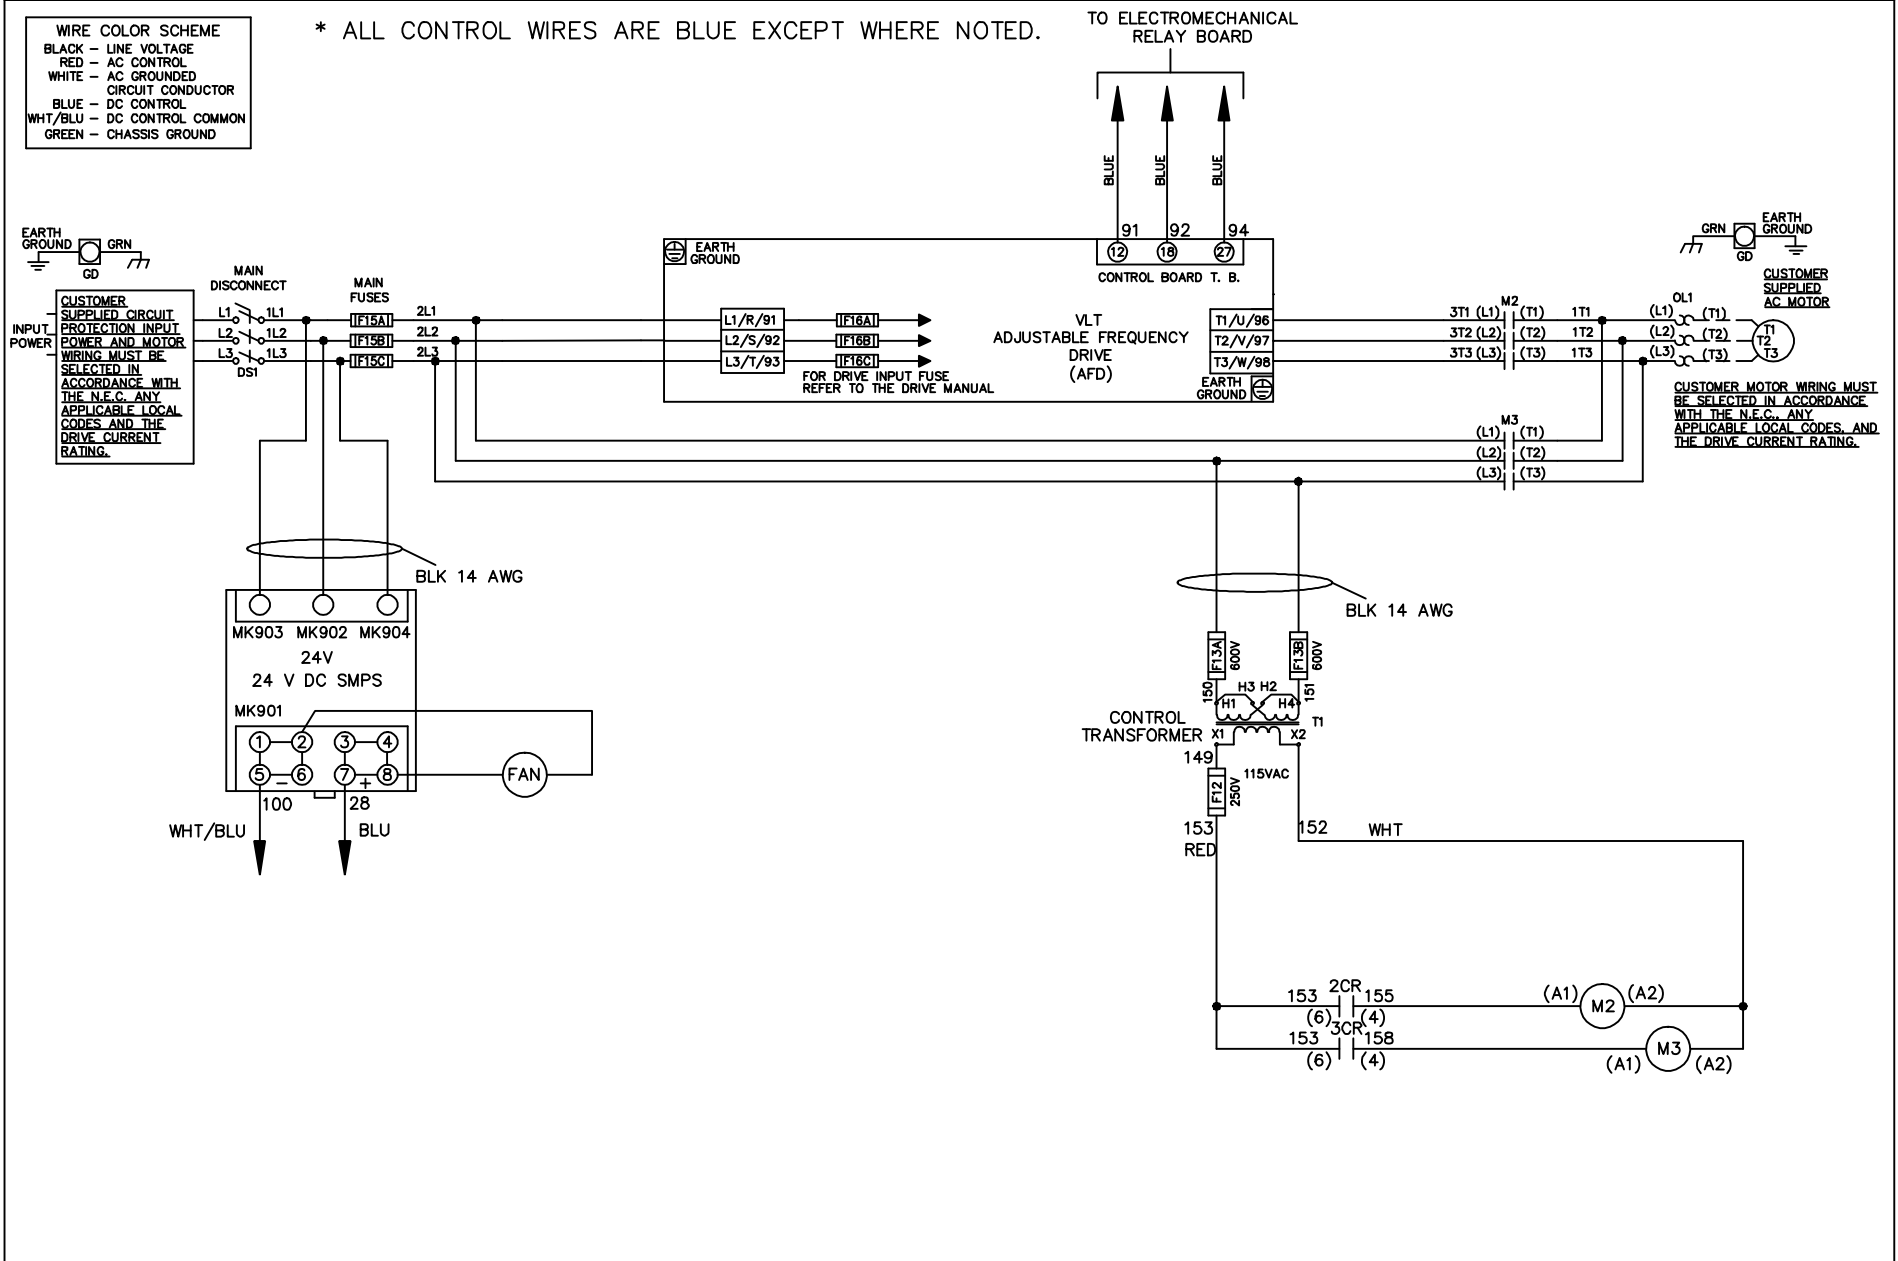 WIRE COLOR SCHEME
BLACK – LINE VOLTAGE
RED – AC CONTROL
WHITE – AC GROUNDED
CIRCUIT CONDUCTOR
BLUE – DC CONTROL
WHT/BLU – DC CONTROL COMMON
GREEN – CHASSIS GROUND
* ALL CONTROL WIRES ARE BLUE EXCEPT WHERE NOTED.
TO ELECTROMECHANICAL
RELAY BOARD
BLUE
BLUE
BLUE
91 92 94
12 18 27
CONTROL BOARD T. B.
EARTH
GROUND
GRN
GD
INPUT
POWER
CUSTOMER
SUPPLIED CIRCUIT
PROTECTION INPUT
POWER AND MOTOR
WIRING MUST BE
SELECTED IN
ACCORDANCE WITH
THE N.E.C. ANY
APPLICABLE LOCAL
CODES AND THE
DRIVE CURRENT
RATING.
MAIN
DISCONNECT
L1 1L1
L2 1L2
L3 1L3
DS1
MAIN
FUSES
F15A 2L1
F15B 2L2
F15C 2L3
EARTH
GROUND
L1/R/91 F16A
L2/S/92 F16B
L3/T/93 F16C
FOR DRIVE INPUT FUSE
REFER TO THE DRIVE MANUAL
VLT
ADJUSTABLE FREQUENCY
DRIVE
(AFD)
T1/U/96
T2/V/97
T3/W/98
EARTH
GROUND
M2
3T1 (L1) (T1) 1T1
3T2 (L2) (T2) 1T2
3T3 (L3) (T3) 1T3
M3
(L1) (T1)
(L2) (T2)
(L3) (T3)
GRN
GD
EARTH
GROUND
CUSTOMER
SUPPLIED
AC MOTOR
OL1
(L1) (T1)
(L2) (T2)
(L3) (T3)
T1
T2
T3
CUSTOMER MOTOR WIRING MUST
BE SELECTED IN ACCORDANCE
WITH THE N.E.C., ANY
APPLICABLE LOCAL CODES, AND
THE DRIVE CURRENT RATING.
BLK 14 AWG
MK903 MK902 MK904
24V
24 V DC SMPS
MK901
1 2 3 4
5 – 6 7 + 8
FAN
100 28
WHT/BLU BLU
BLK 14 AWG
F13A 600V
F13B 600V
150 151
H3 H2
H1 H4
T1
CONTROL
TRANSFORMER
X1 X2
149
115VAC
F12 250V
153
RED
152 WHT
2CR
153 155
(6) (4)
(A1) M2 (A2)
3CR
153 158
(6) (4)
(A1) M3 (A2)